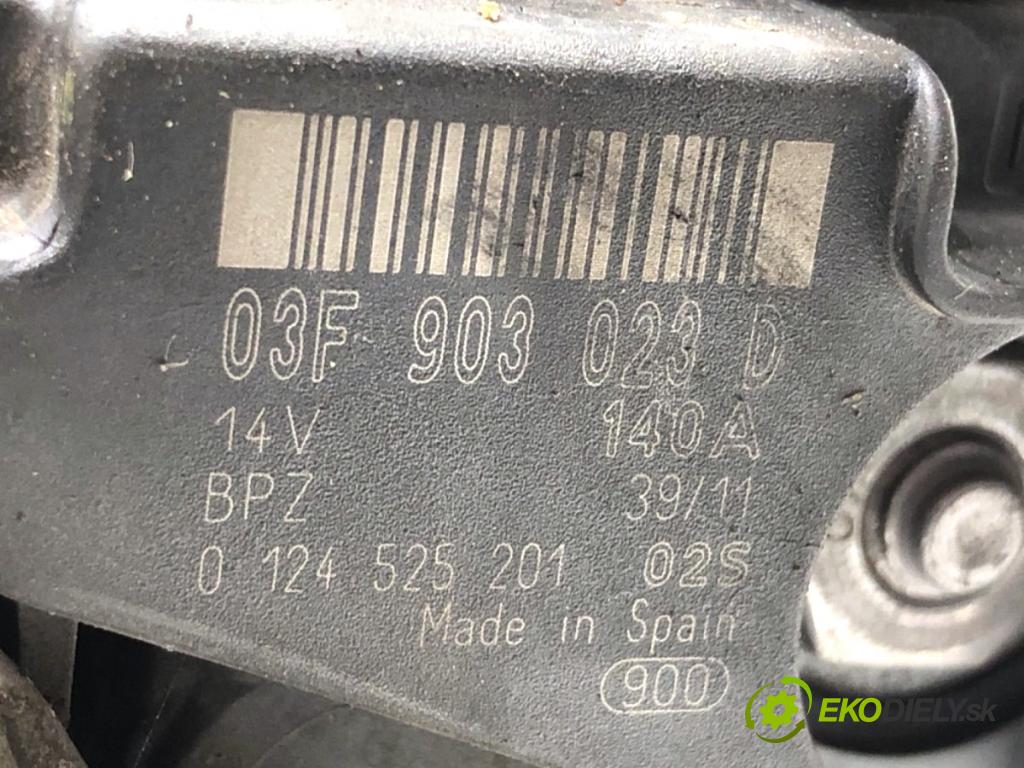 03F 903 023 D
14V 140A
BPZ 39/11
0 124 525 201 02S
Made in Spain
900
EKODIELY.sk